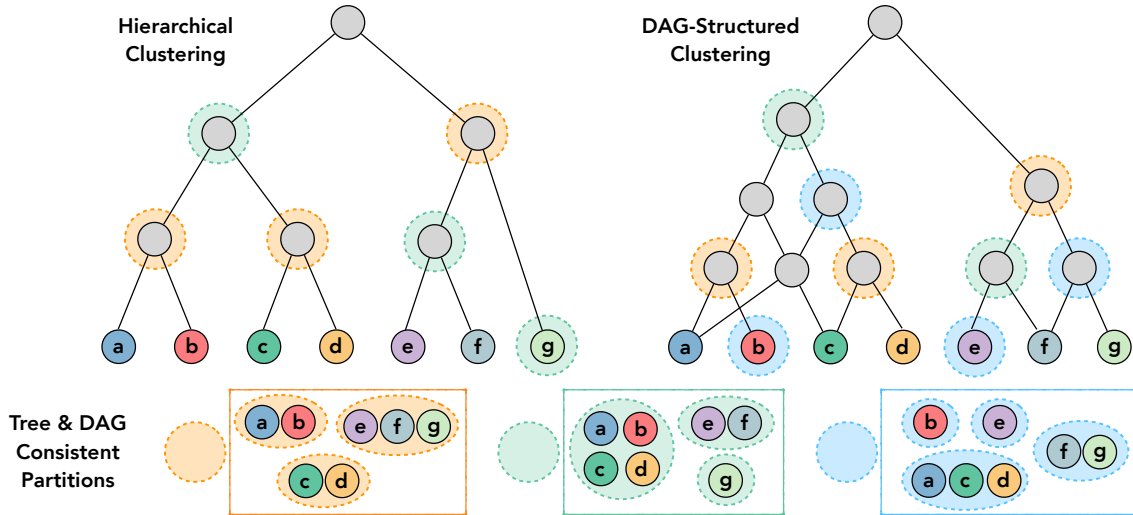 Hierarchical
Clustering
DAG-Structured
Clustering
a b c d e f g
a b c d e f g
Tree & DAG
Consistent
Partitions
a b e f g
c d
a b e f
c d g
b e
f g
a c d